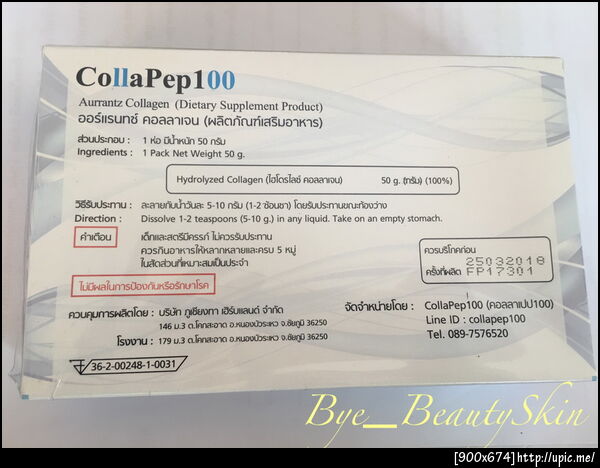 CollaPep100
Aurrantz Collagen (Dietary Supplement Product)
ออร์แรนทซ์ คอลลาเจน (ผลิตภัณฑ์เสริมอาหาร)
ส่วนประกอบ : 1 ห่อ มีน้ำหนัก 50 กรัม
Ingredients : 1 Pack Net Weight 50 g.
Hydrolyzed Collagen (ไฮโดรไลซ์ คอลลาเจน) 50 g. (กรัม) (100%)
วิธีรับประทาน : ละลายกับน้ำวันละ 5-10 กรัม (1-2 ช้อนชา) โดยรับประทานขณะท้องว่าง
Direction : Dissolve 1-2 teaspoons (5-10 g.) in any liquid. Take on an empty stomach.
คำเตือน เด็กและสตรีมีครรภ์ ไม่ควรรับประทาน
ควรกินอาหารให้หลากหลายและครบ 5 หมู่
ในสัดส่วนที่เหมาะสมเป็นประจำ
ควรบริโภคก่อน 25032018
ครั้งที่ผลิต FP17301
ไม่มีผลในการป้องกันหรือรักษาโรค
ควบคุมการผลิตโดย : บริษัท ภูเขียงทา เฮิร์บแลนด์ จำกัด
146 ม.3 ต.โคกสะอาด อ.หนองบัวระเหว จ.ชัยภูมิ 36250
โรงงาน : 179 ม.3 ต.โคกสะอาด อ.หนองบัวระเหว จ.ชัยภูมิ 36250
จัดจำหน่ายโดย : CollaPep100 (คอลลาเปป100)
Line ID : collapep100
Tel. 089-7576520
36-2-00248-1-0031
Bye_BeautySkin
[900x674]http://upic.me/